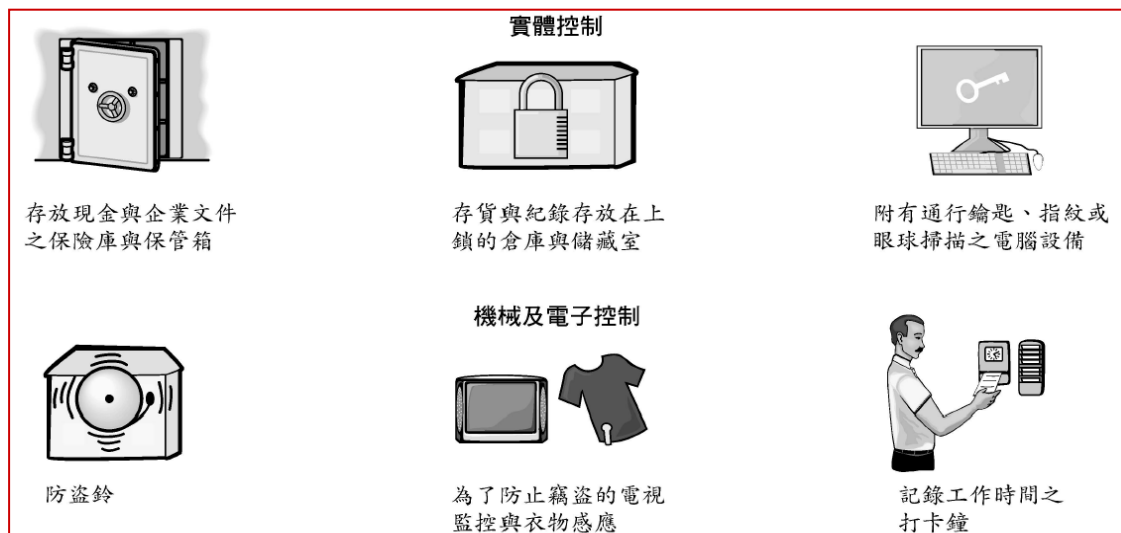 實體控制
存放現金與企業文件
之保險庫與保管箱
存貨與紀錄存放在上
鎖的倉庫與儲藏室
附有通行鑰匙、指紋或
眼球掃描之電腦設備
機械及電子控制
防盜鈴
為了防止竊盜的電視
監控與衣物感應
記錄工作時間之
打卡鐘